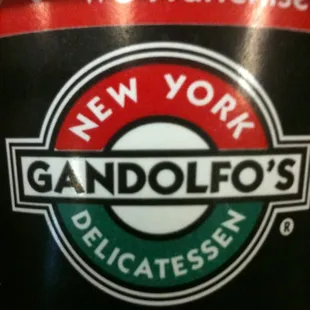 NEW YORK
GANDOLFO'S
DELICATESSEN
®